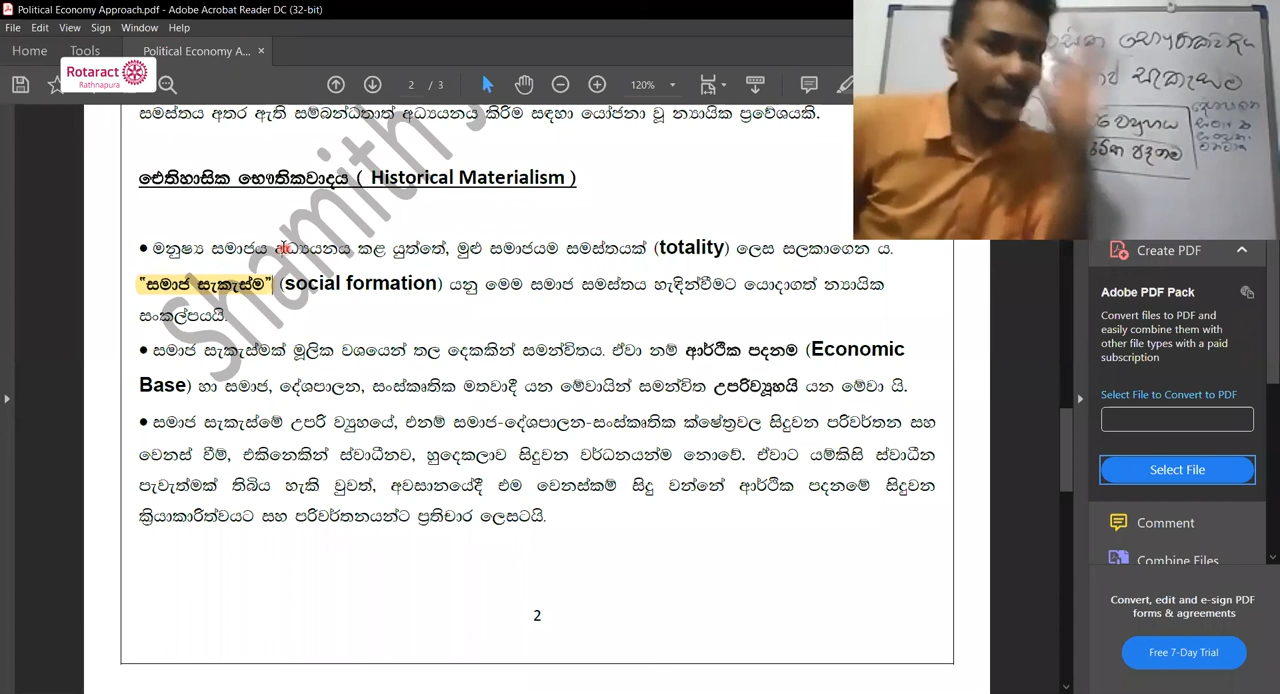 Political Economy Approach.pdf - Adobe Acrobat Reader DC (32-bit)
File Edit View Sign Window Help
Home Tools Political Economy A... ×
Rotaract
Rathnapura
2 / 3 120%
සමස්තය අතර ඇති සම්බන්ධතාත් අධ්‍යයනය කිරීම සඳහා යෝජනා වූ න්‍යායික ප්‍රවේශයකි.
ඓතිහාසික භෞතිකවාදය ( Historical Materialism )
• මනුෂ්‍ය සමාජය අධ්‍යයනය කළ යුත්තේ, මුළු සමාජයම සමස්තයක් (totality) ලෙස සලකාගෙන ය.
"සමාජ සැකැස්ම" (social formation) යනු මෙම සමාජ සමස්තය හැඳින්වීමට යොදාගත් න්‍යායික
සංකල්පයයි.
• සමාජ සැකැස්මක් මූලික වශයෙන් තල දෙකකින් සමන්විතය. ඒවා නම් ආර්ථික පදනම (Economic
Base) හා සමාජ, දේශපාලන, සංස්කෘතික මතවාදී යන මේවායින් සමන්විත උපරිව්‍යූහයි යන මේවා යි.
• සමාජ සැකැස්මේ උපරි ව්‍යුහයේ, එනම් සමාජ-දේශපාලන-සංස්කෘතික ක්ෂේත්‍රවල සිදුවන පරිවර්තන සහ
වෙනස් වීම්, එකිනෙකින් ස්වාධීනව, හුදෙකලාව සිදුවන වර්ධනයන්ම නොවේ. ඒවාට යම්කිසි ස්වාධීන
පැවැත්මක් තිබිය හැකි වුවත්, අවසානයේදී එම වෙනස්කම් සිදු වන්නේ ආර්ථික පදනමේ සිදුවන
ක්‍රියාකාරිත්වයට සහ පරිවර්තනයන්ට ප්‍රතිචාර ලෙසටයි.
2
Shamith
භෞතිකවාදය
සැකැස්ම
ව්‍යුහය
පදනම
දේශපාලන
Create PDF
Adobe PDF Pack
Convert files to PDF and
easily combine them with
other file types with a paid
subscription
Select File to Convert to PDF
Select File
Comment
Combine Files
Convert, edit and e-sign PDF
forms & agreements
Free 7-Day Trial